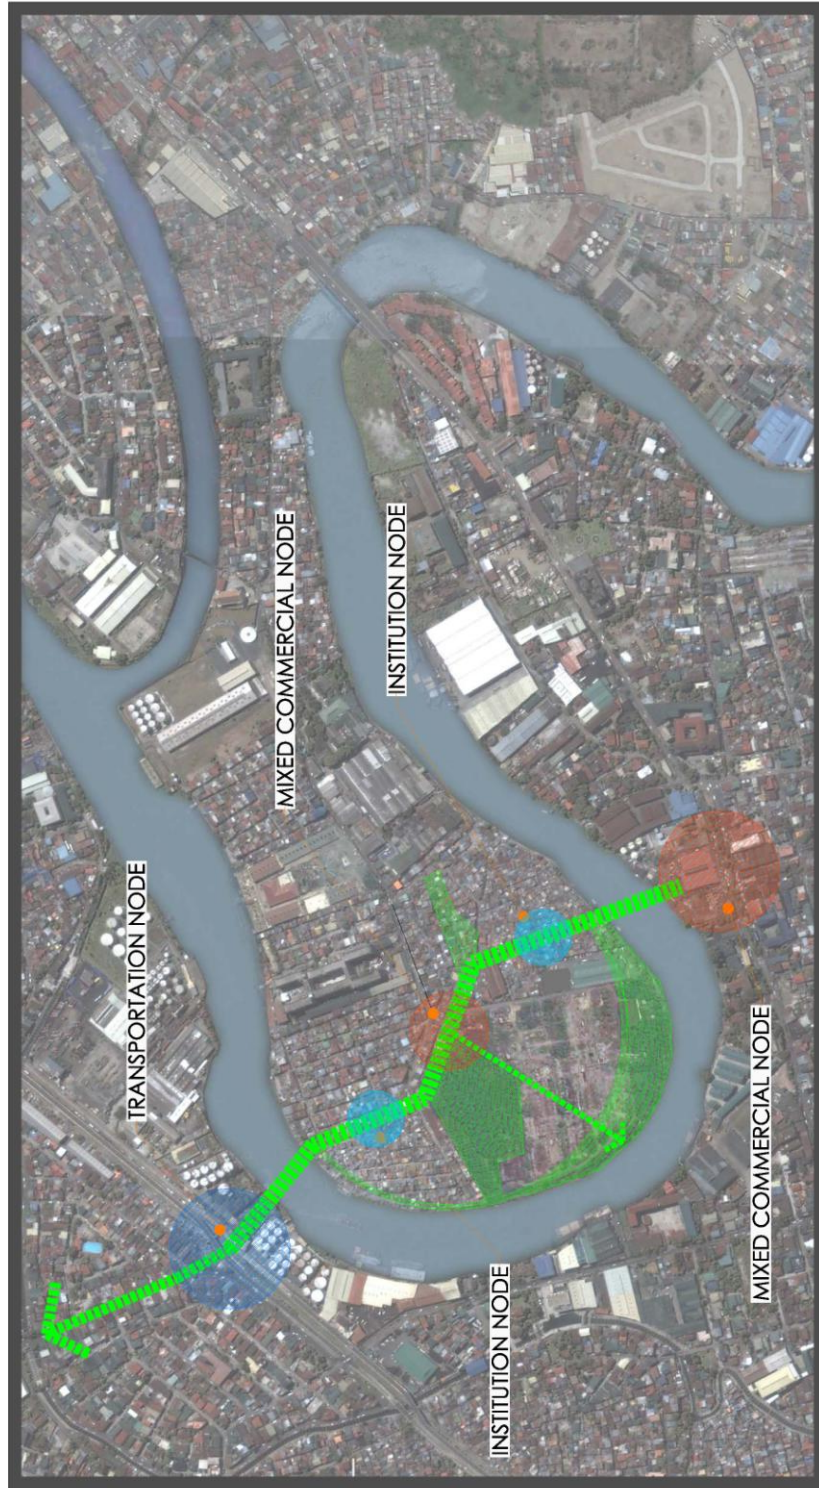 TRANSPORTATION NODE
MIXED COMMERCIAL NODE
INSTITUTION NODE
INSTITUTION NODE
MIXED COMMERCIAL NODE